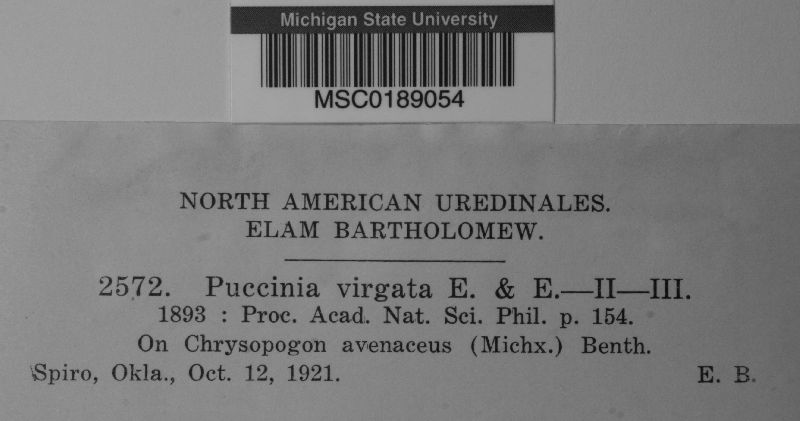 Michigan State University
MSC0189054
NORTH AMERICAN UREDINALES.
ELAM BARTHOLOMEW.
2572. Puccinia virgata E. & E.—II—III.
1893 : Proc. Acad. Nat. Sci. Phil. p. 154.
On Chrysopogon avenaceus (Michx.) Benth.
Spiro, Okla., Oct. 12, 1921. E. B.